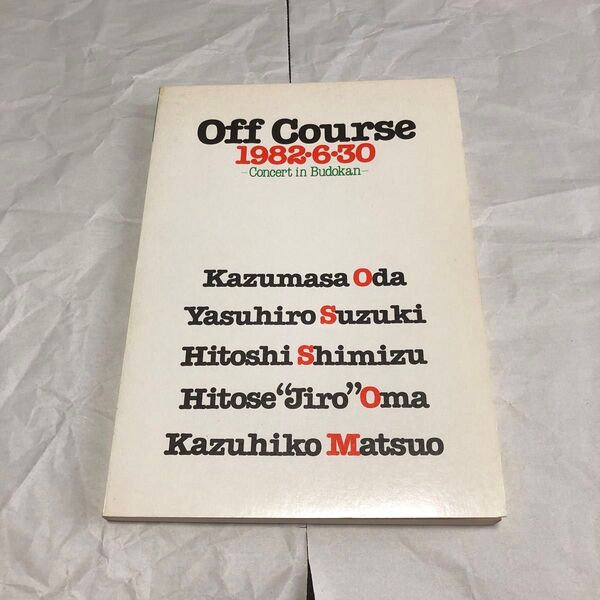 Off Course
1982·6·30
-Concert in Budokan-
Kazumasa Oda
Yasuhiro Suzuki
Hitoshi Shimizu
Hitose“Jiro”Oma
Kazuhiko Matsuo